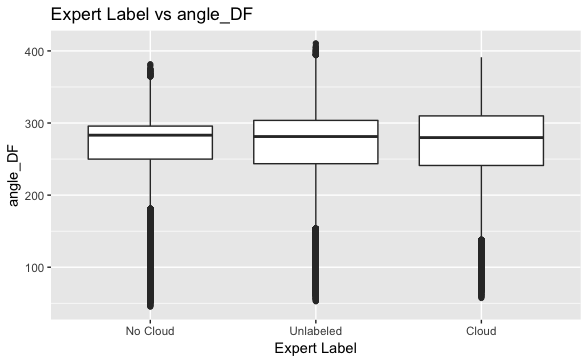 Expert Label vs angle_DF
400
300
200
100
angle_DF
No Cloud
Unlabeled
Cloud
Expert Label